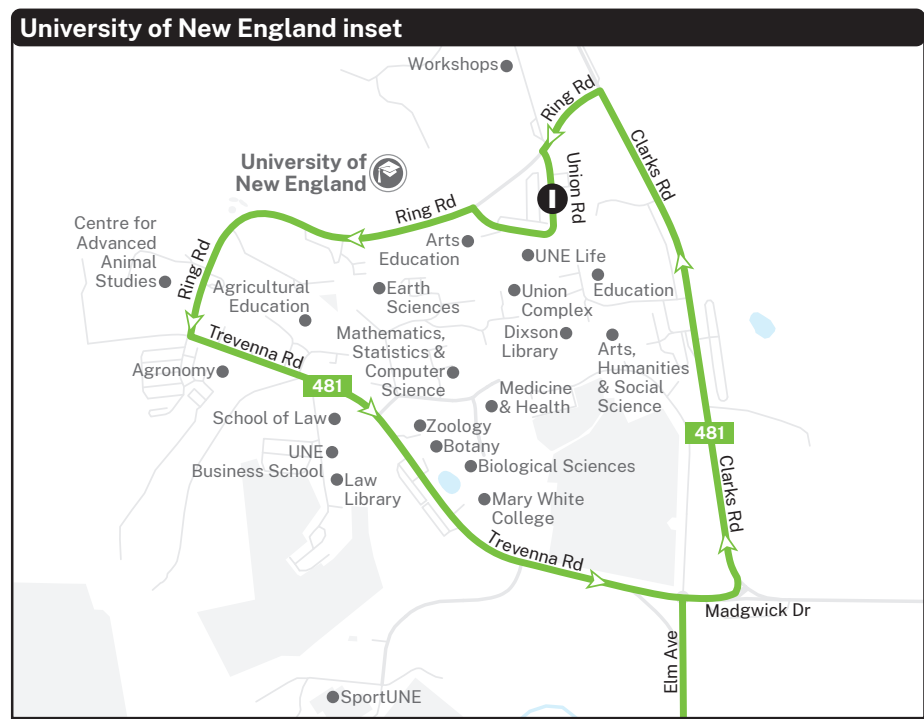 University of New England inset
Workshops
Ring Rd
Clarks Rd
University of
New England
Union Rd
I
Ring Rd
Centre for
Advanced
Animal
Studies
Ring Rd
Arts
Education
UNE Life
Education
Agricultural
Education
Earth
Sciences
Union
Complex
Dixson
Library
Mathematics,
Statistics &
Computer
Science
Arts,
Humanities
& Social
Science
Trevenna Rd
Agronomy
481
Medicine
& Health
School of Law
Zoology
Botany
481
UNE
Business School
Biological Sciences
Law
Library
Mary White
College
Clarks Rd
Trevenna Rd
Madgwick Dr
Elm Ave
SportUNE